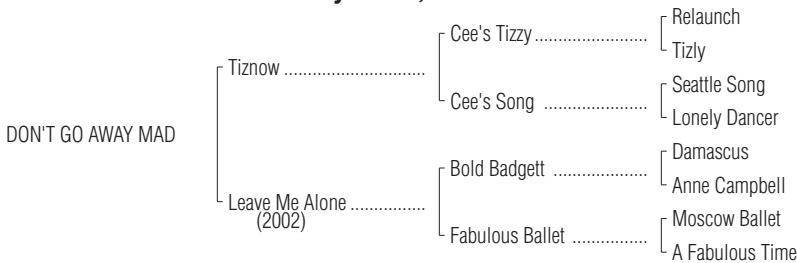 Relaunch
Cee's Tizzy
Tizly
Tiznow
Seattle Song
Cee's Song
Lonely Dancer
DON'T GO AWAY MAD
Damascus
Bold Badgett
Anne Campbell
Leave Me Alone
(2002)
Moscow Ballet
Fabulous Ballet
A Fabulous Time